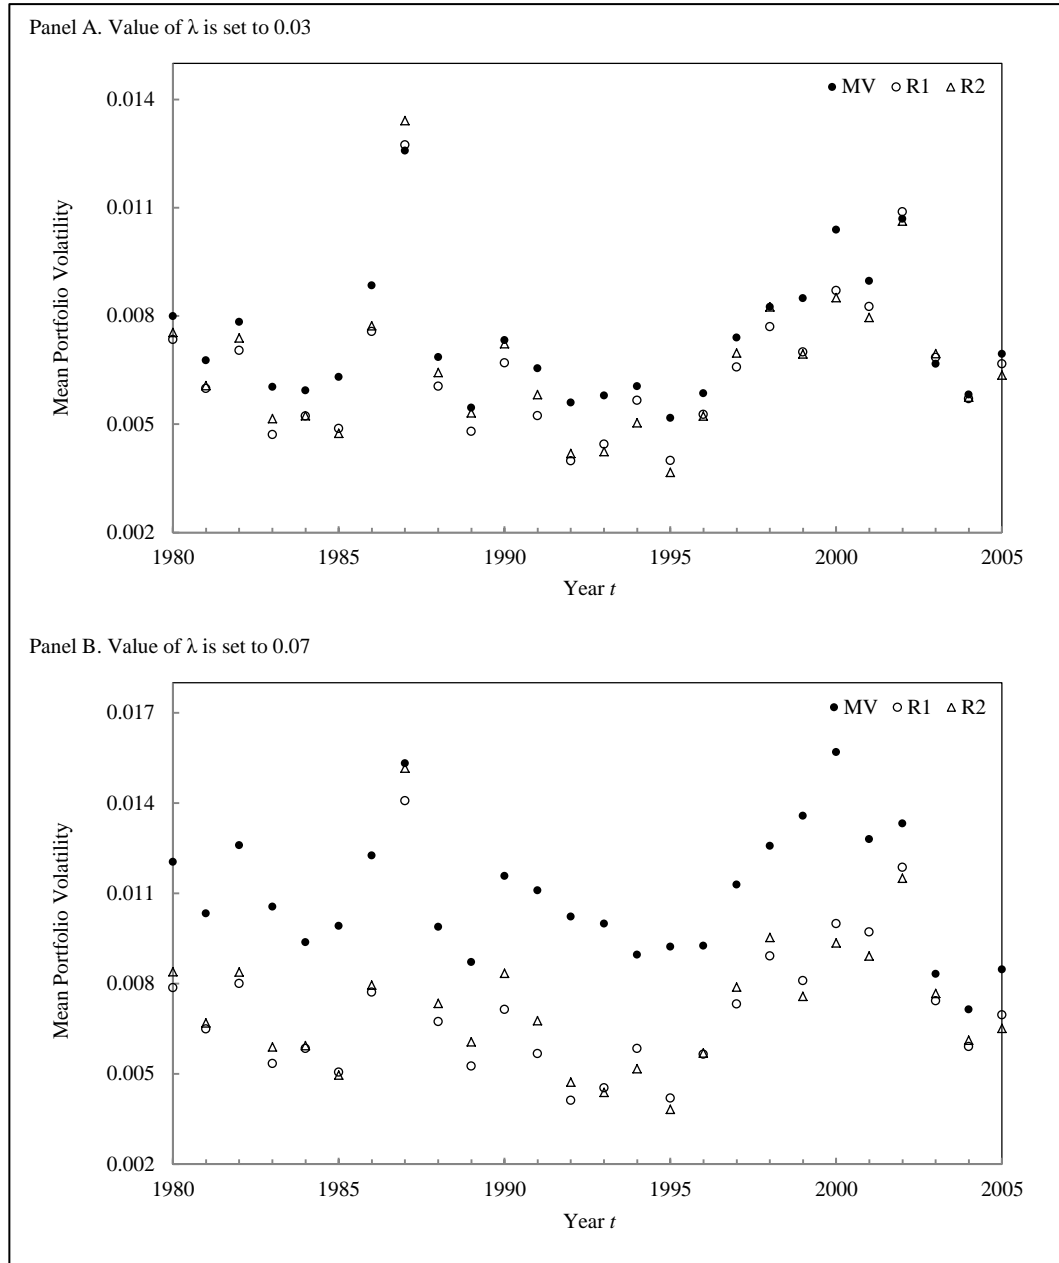 Panel A. Value of λ is set to 0.03
MV R1 R2
0.014
0.011
0.008
0.005
0.002
Mean Portfolio Volatility
1980 1985 1990 1995 2000 2005
Year t
Panel B. Value of λ is set to 0.07
MV R1 R2
0.017
0.014
0.011
0.008
0.005
0.002
Mean Portfolio Volatility
1980 1985 1990 1995 2000 2005
Year t